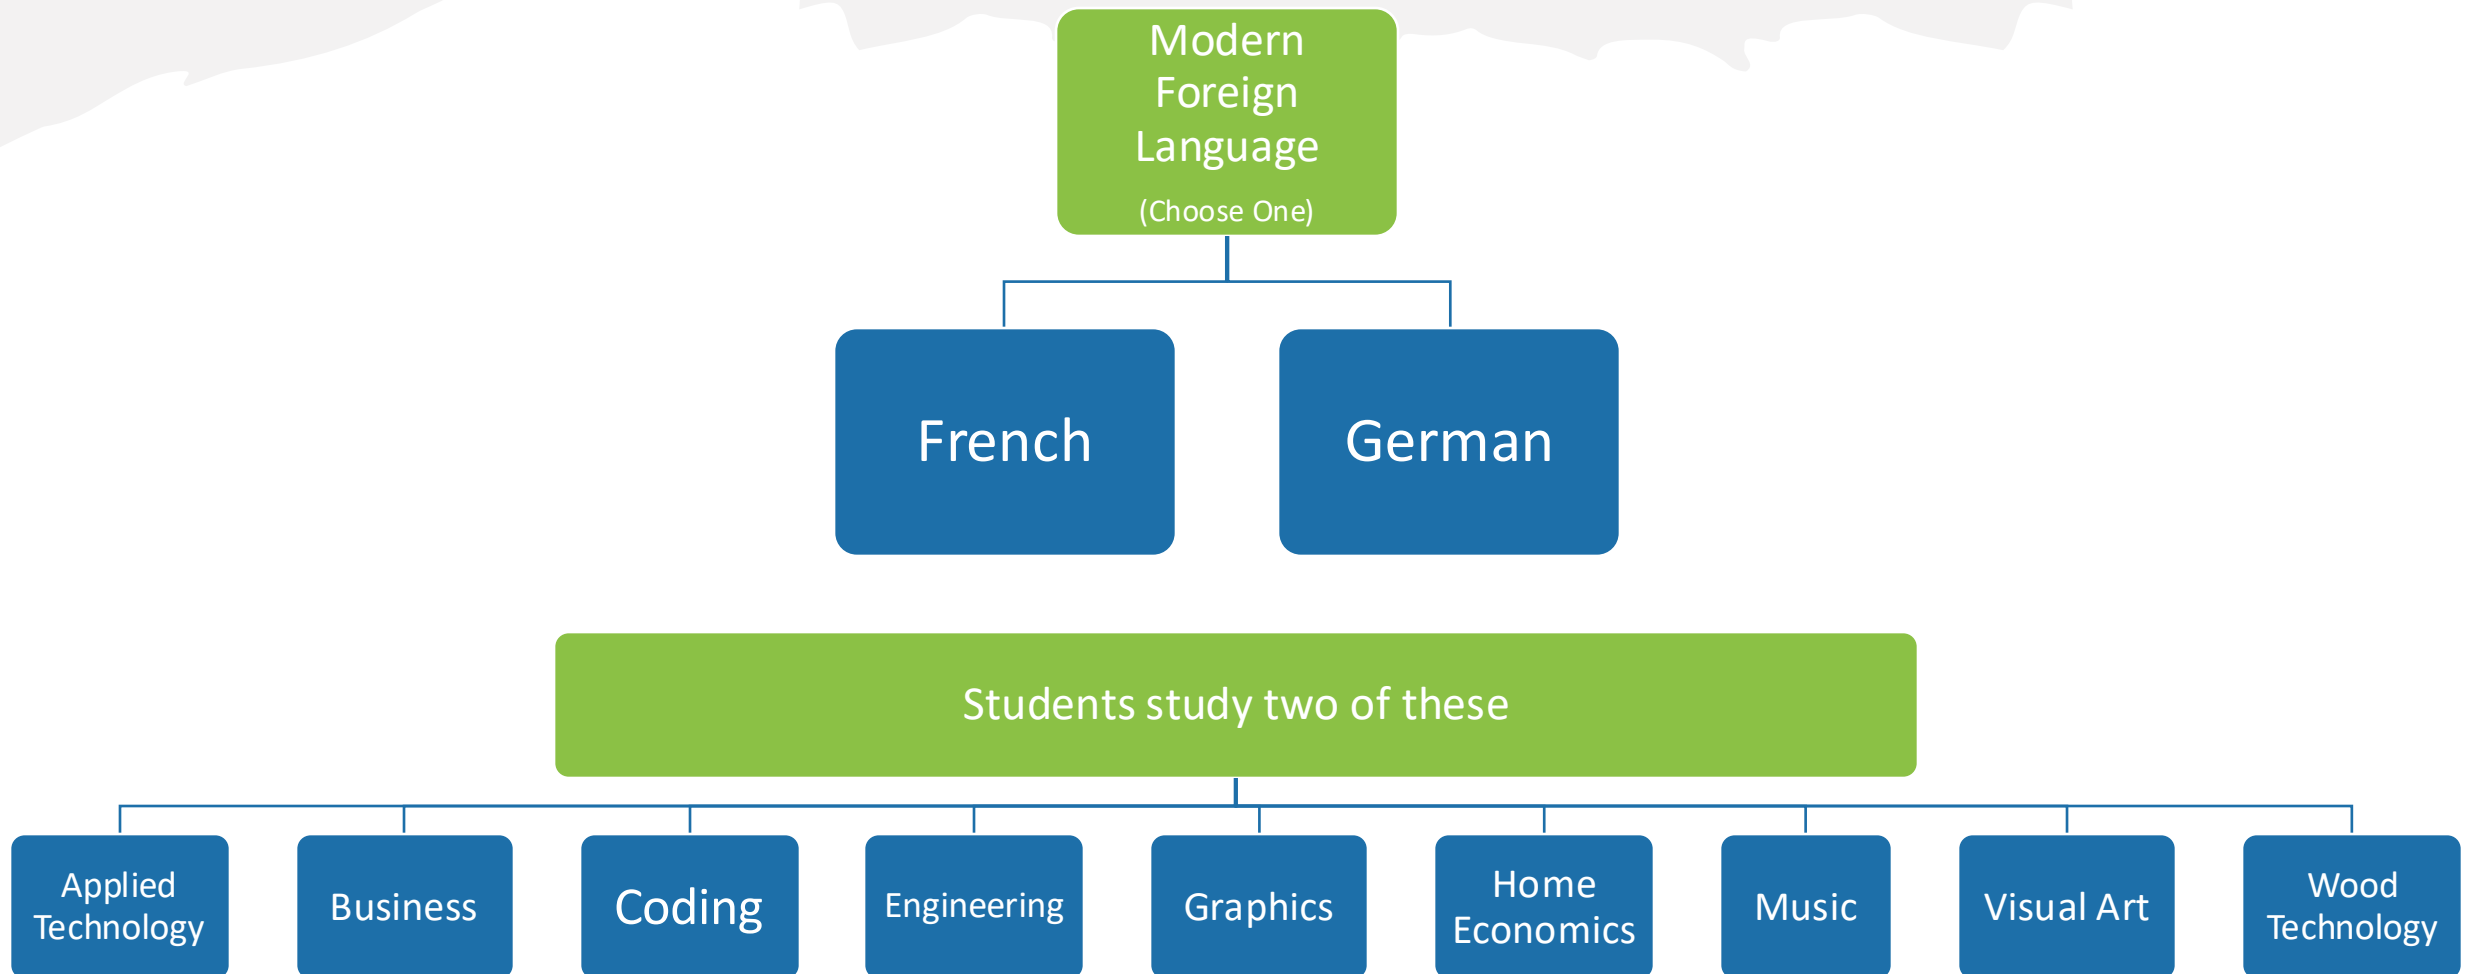 Modern
Foreign
Language
(Choose One)
French
German
Students study two of these
Applied
Technology
Business
Coding
Engineering
Graphics
Home
Economics
Music
Visual Art
Wood
Technology